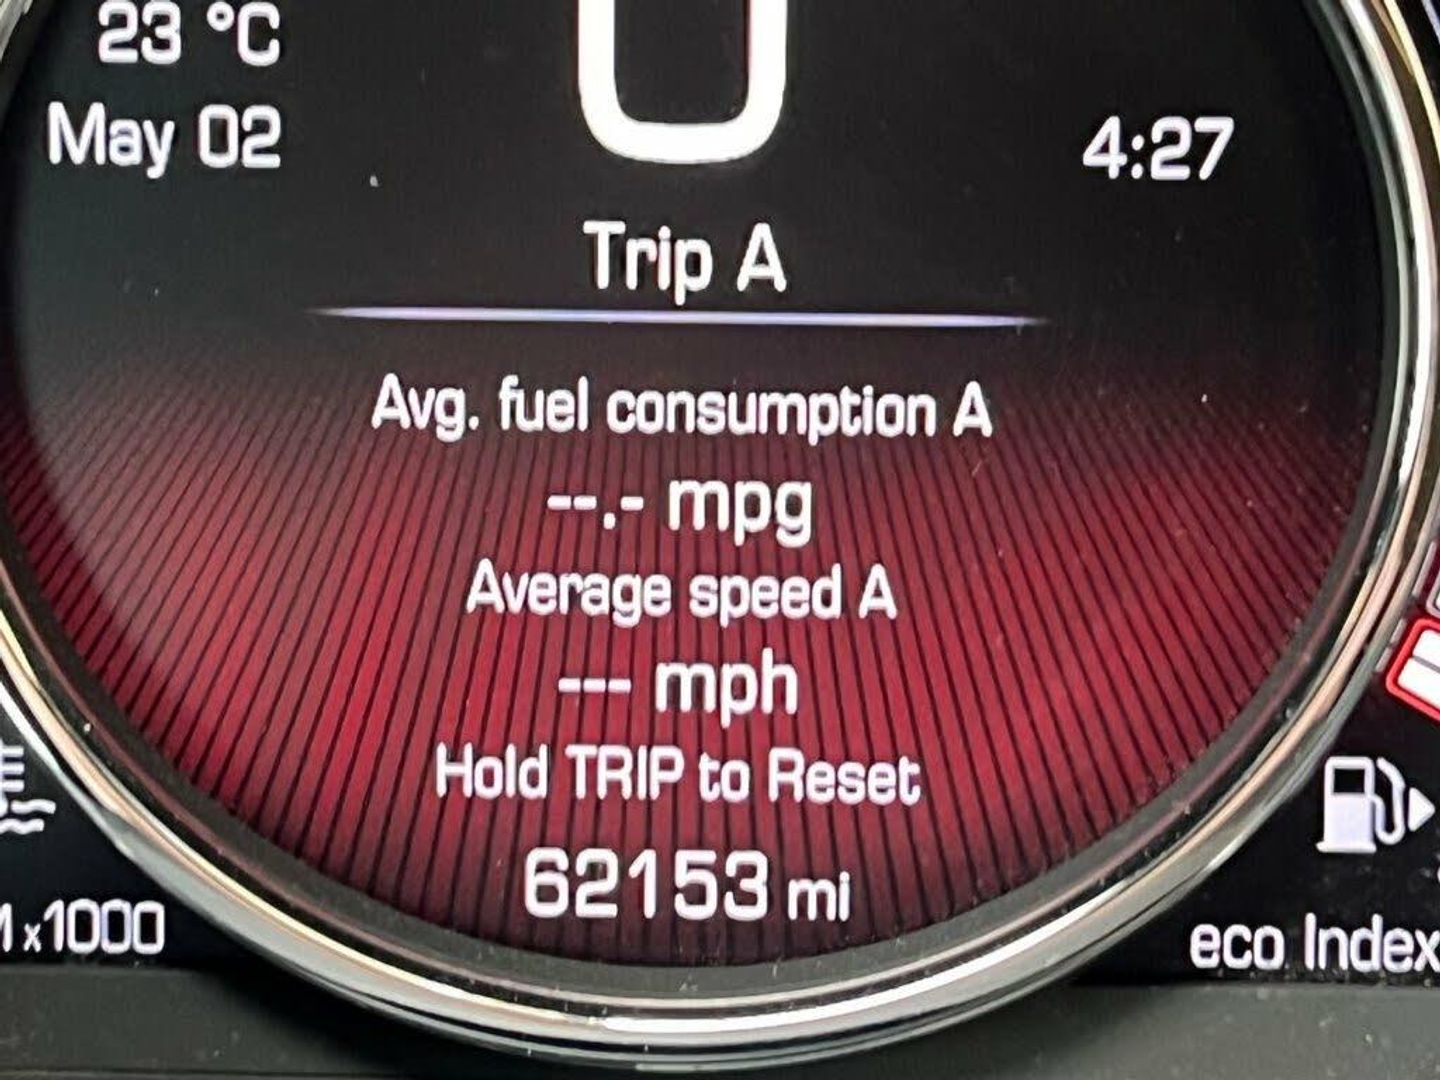 23 °C
0
May 02
4:27
Trip A
Avg. fuel consumption A
--.- mpg
Average speed A
--- mph
Hold TRIP to Reset
62153 mi
x1000
eco Index